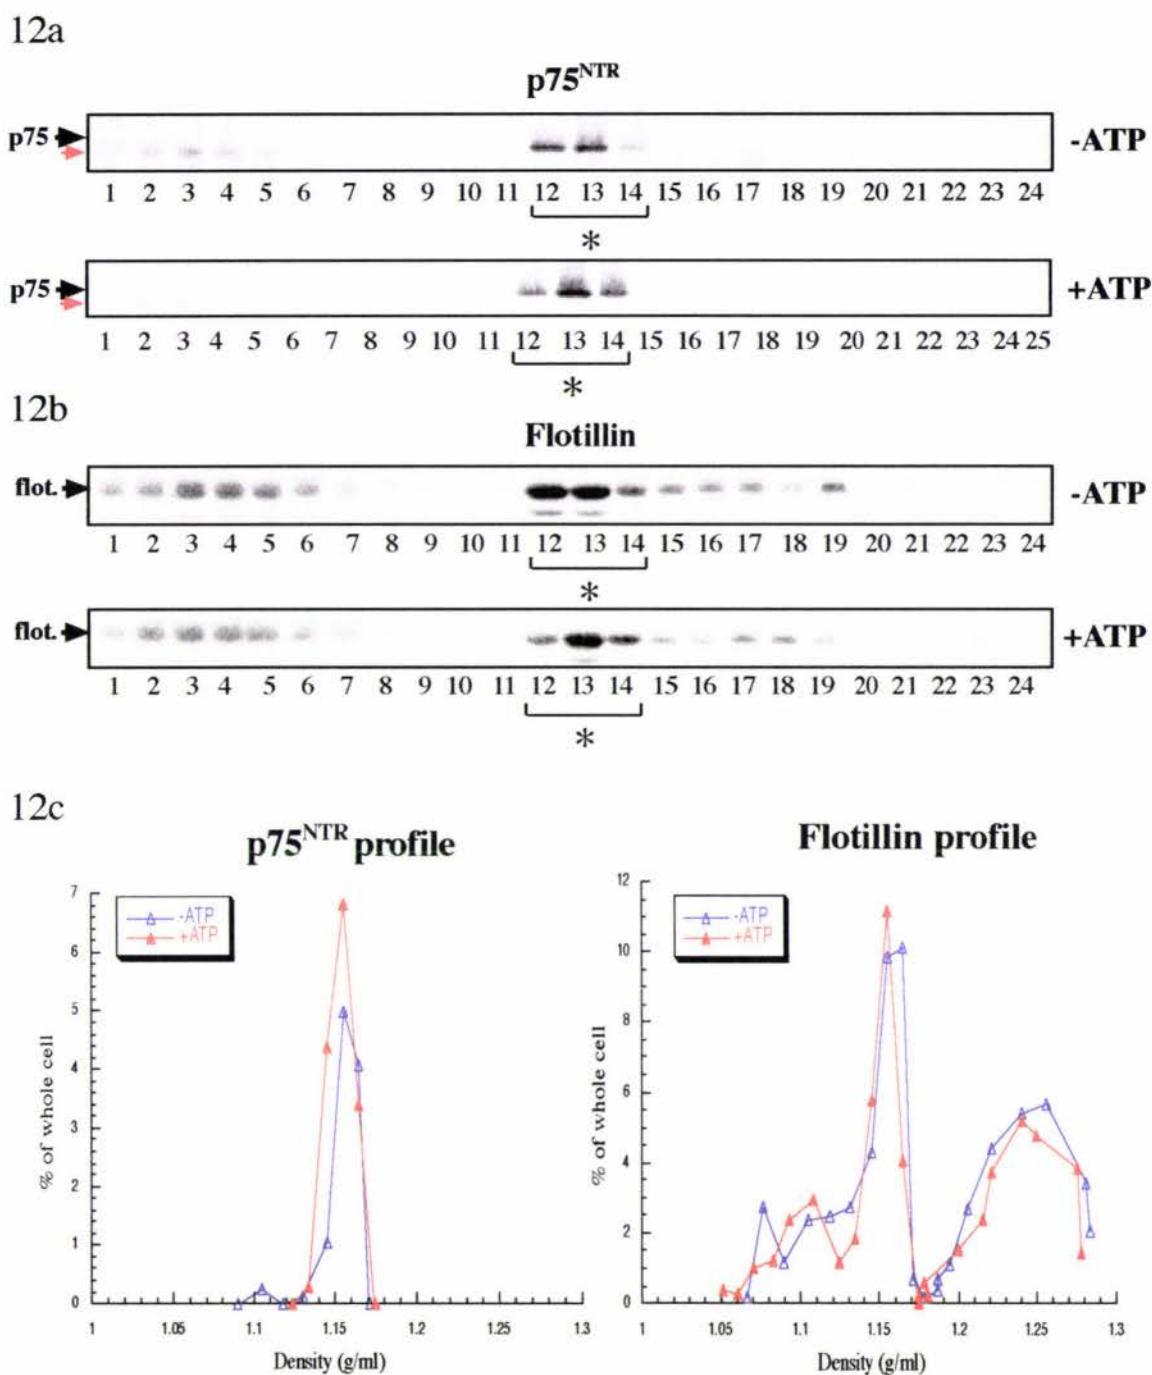 12a
p75NTR
p75
-ATP
1 2 3 4 5 6 7 8 9 10 11 12 13 14 15 16 17 18 19 20 21 22 23 24
*
p75
+ATP
1 2 3 4 5 6 7 8 9 10 11 12 13 14 15 16 17 18 19 20 21 22 23 24 25
*
12b
Flotillin
flot.
-ATP
1 2 3 4 5 6 7 8 9 10 11 12 13 14 15 16 17 18 19 20 21 22 23 24
*
flot.
+ATP
1 2 3 4 5 6 7 8 9 10 11 12 13 14 15 16 17 18 19 20 21 22 23 24
*
12c
p75NTR profile
-ATP
+ATP
7
6
5
4
3
2
1
0
% of whole cell
1 1.05 1.1 1.15 1.2 1.25 1.3
Density (g/ml)
Flotillin profile
-ATP
+ATP
12
10
8
6
4
2
0
% of whole cell
1 1.05 1.1 1.15 1.2 1.25 1.3
Density (g/ml)